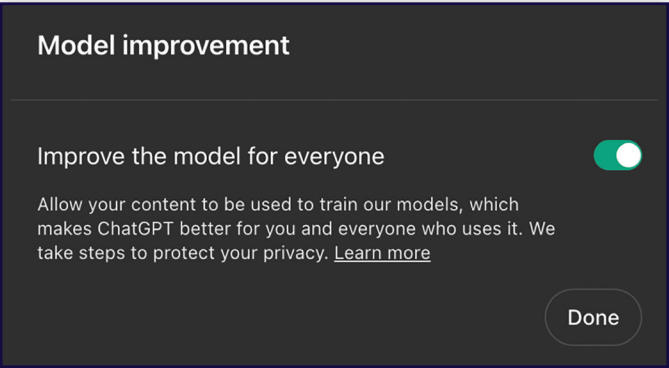 Model improvement
Improve the model for everyone
Allow your content to be used to train our models, which
makes ChatGPT better for you and everyone who uses it. We
take steps to protect your privacy. Learn more
Done